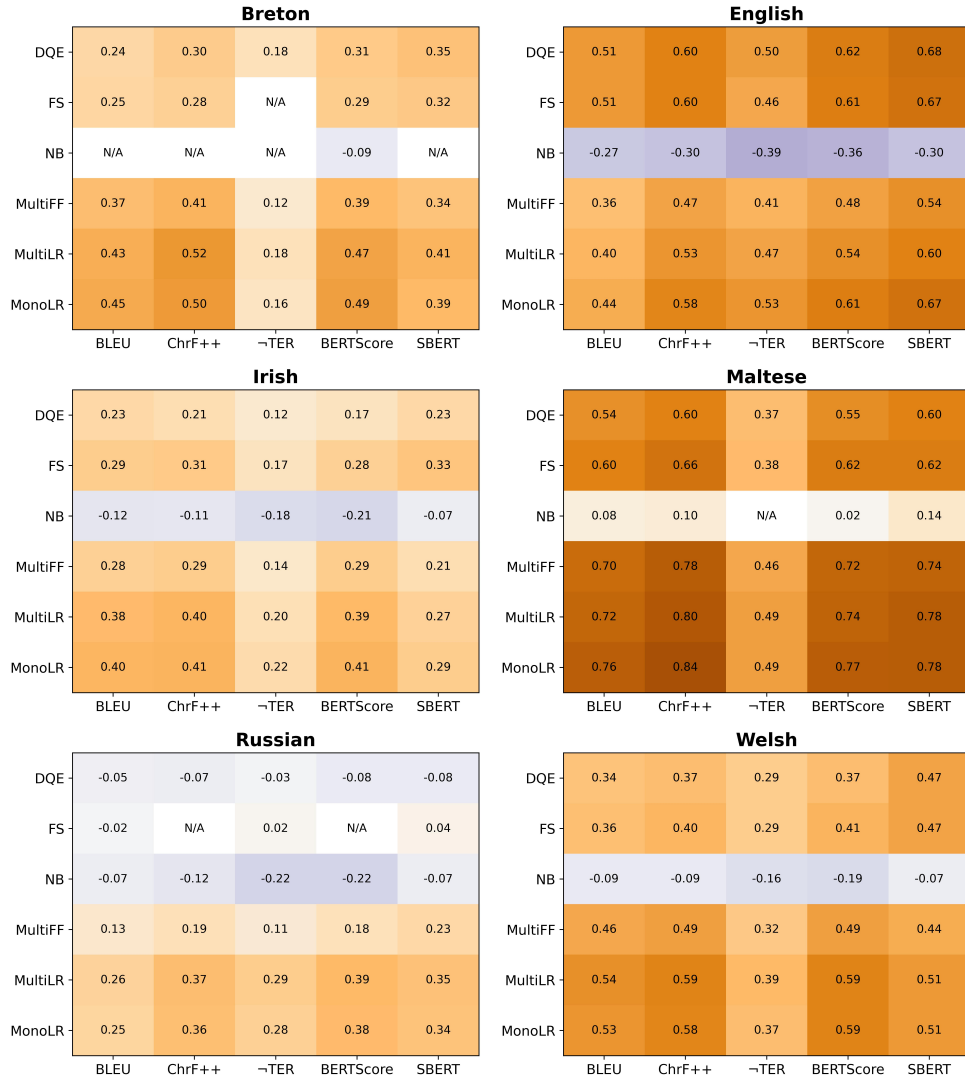 Breton
DQE 0.24 0.30 0.18 0.31 0.35
FS 0.25 0.28 N/A 0.29 0.32
NB N/A N/A N/A -0.09 N/A
MultiFF 0.37 0.41 0.12 0.39 0.34
MultiLR 0.43 0.52 0.18 0.47 0.41
MonoLR 0.45 0.50 0.16 0.49 0.39
BLEU ChrF++ ¬TER BERTScore SBERT
English
DQE 0.51 0.60 0.50 0.62 0.68
FS 0.51 0.60 0.46 0.61 0.67
NB -0.27 -0.30 -0.39 -0.36 -0.30
MultiFF 0.36 0.47 0.41 0.48 0.54
MultiLR 0.40 0.53 0.47 0.54 0.60
MonoLR 0.44 0.58 0.53 0.61 0.67
BLEU ChrF++ ¬TER BERTScore SBERT
Irish
DQE 0.23 0.21 0.12 0.17 0.23
FS 0.29 0.31 0.17 0.28 0.33
NB -0.12 -0.11 -0.18 -0.21 -0.07
MultiFF 0.28 0.29 0.14 0.29 0.21
MultiLR 0.38 0.40 0.20 0.39 0.27
MonoLR 0.40 0.41 0.22 0.41 0.29
BLEU ChrF++ ¬TER BERTScore SBERT
Maltese
DQE 0.54 0.60 0.37 0.55 0.60
FS 0.60 0.66 0.38 0.62 0.62
NB 0.08 0.10 N/A 0.02 0.14
MultiFF 0.70 0.78 0.46 0.72 0.74
MultiLR 0.72 0.80 0.49 0.74 0.78
MonoLR 0.76 0.84 0.49 0.77 0.78
BLEU ChrF++ ¬TER BERTScore SBERT
Russian
DQE -0.05 -0.07 -0.03 -0.08 -0.08
FS -0.02 N/A 0.02 N/A 0.04
NB -0.07 -0.12 -0.22 -0.22 -0.07
MultiFF 0.13 0.19 0.11 0.18 0.23
MultiLR 0.26 0.37 0.29 0.39 0.35
MonoLR 0.25 0.36 0.28 0.38 0.34
BLEU ChrF++ ¬TER BERTScore SBERT
Welsh
DQE 0.34 0.37 0.29 0.37 0.47
FS 0.36 0.40 0.29 0.41 0.47
NB -0.09 -0.09 -0.16 -0.19 -0.07
MultiFF 0.46 0.49 0.32 0.49 0.44
MultiLR 0.54 0.59 0.39 0.59 0.51
MonoLR 0.53 0.58 0.37 0.59 0.51
BLEU ChrF++ ¬TER BERTScore SBERT